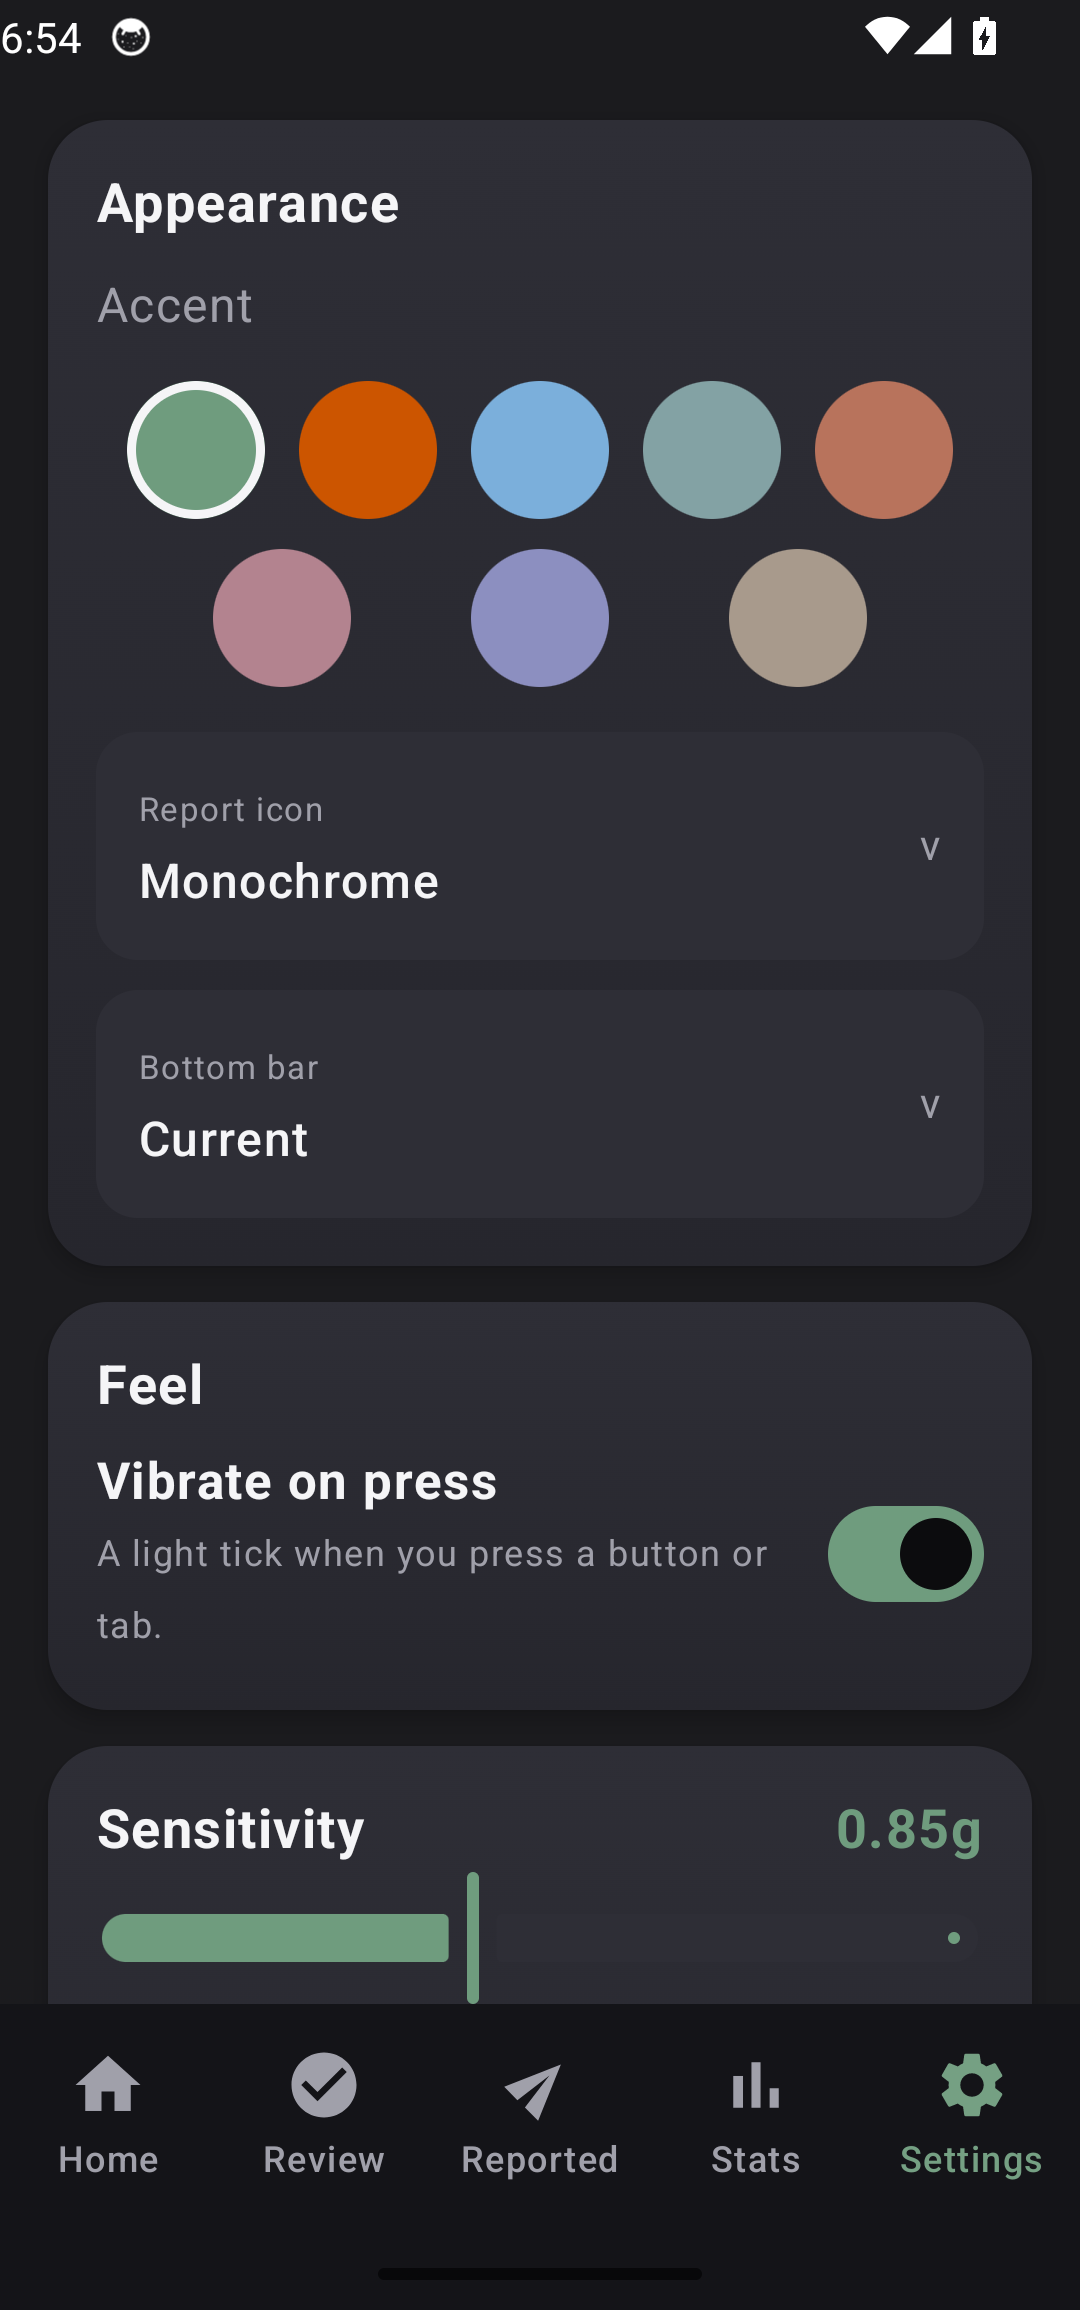 6:54
Appearance
Accent
Report icon
Monochrome
v
Bottom bar
Current
v
Feel
Vibrate on press
A light tick when you press a button or
tab.
Sensitivity 0.85g
Home Review Reported Stats Settings